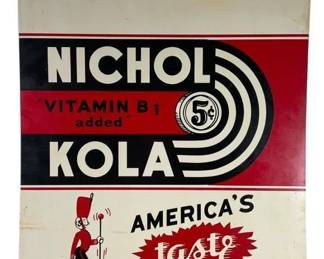 NICHOL
VITAMIN B1
added
5¢
KOLA
AMERICA'S
taste